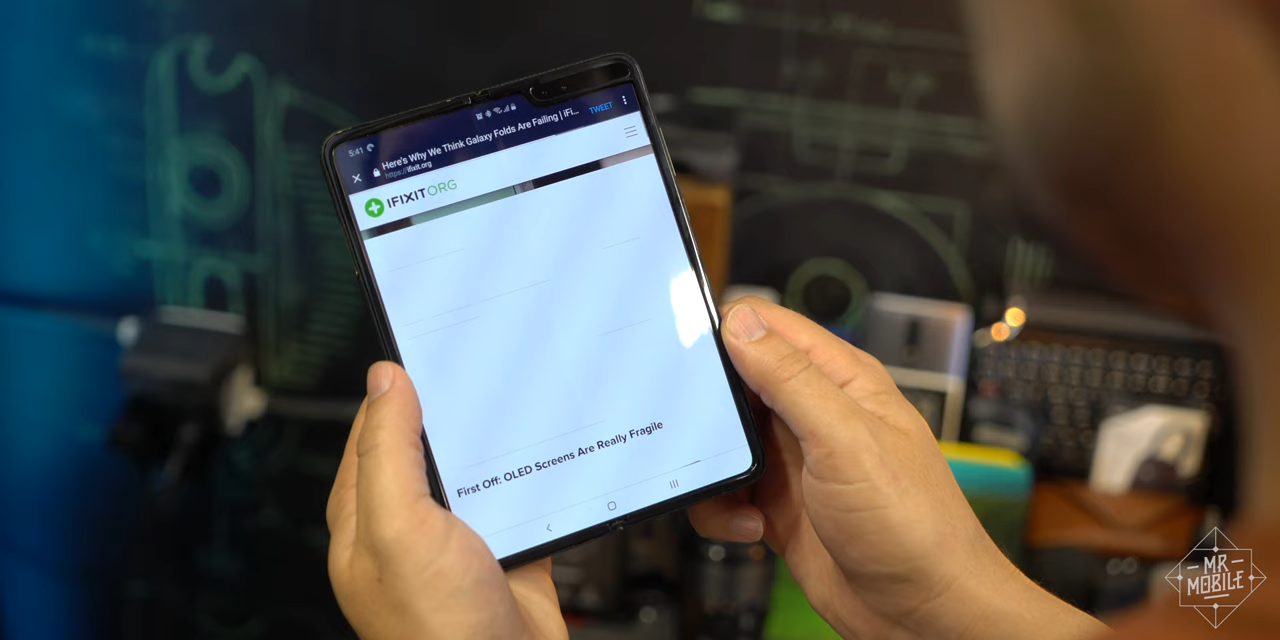 5:41
Here's Why We Think Galaxy Folds Are Failing | iFi...
https://ifixit.org
TWEET
IFIXITORG
First Off: OLED Screens Are Really Fragile
MR
MOBILE